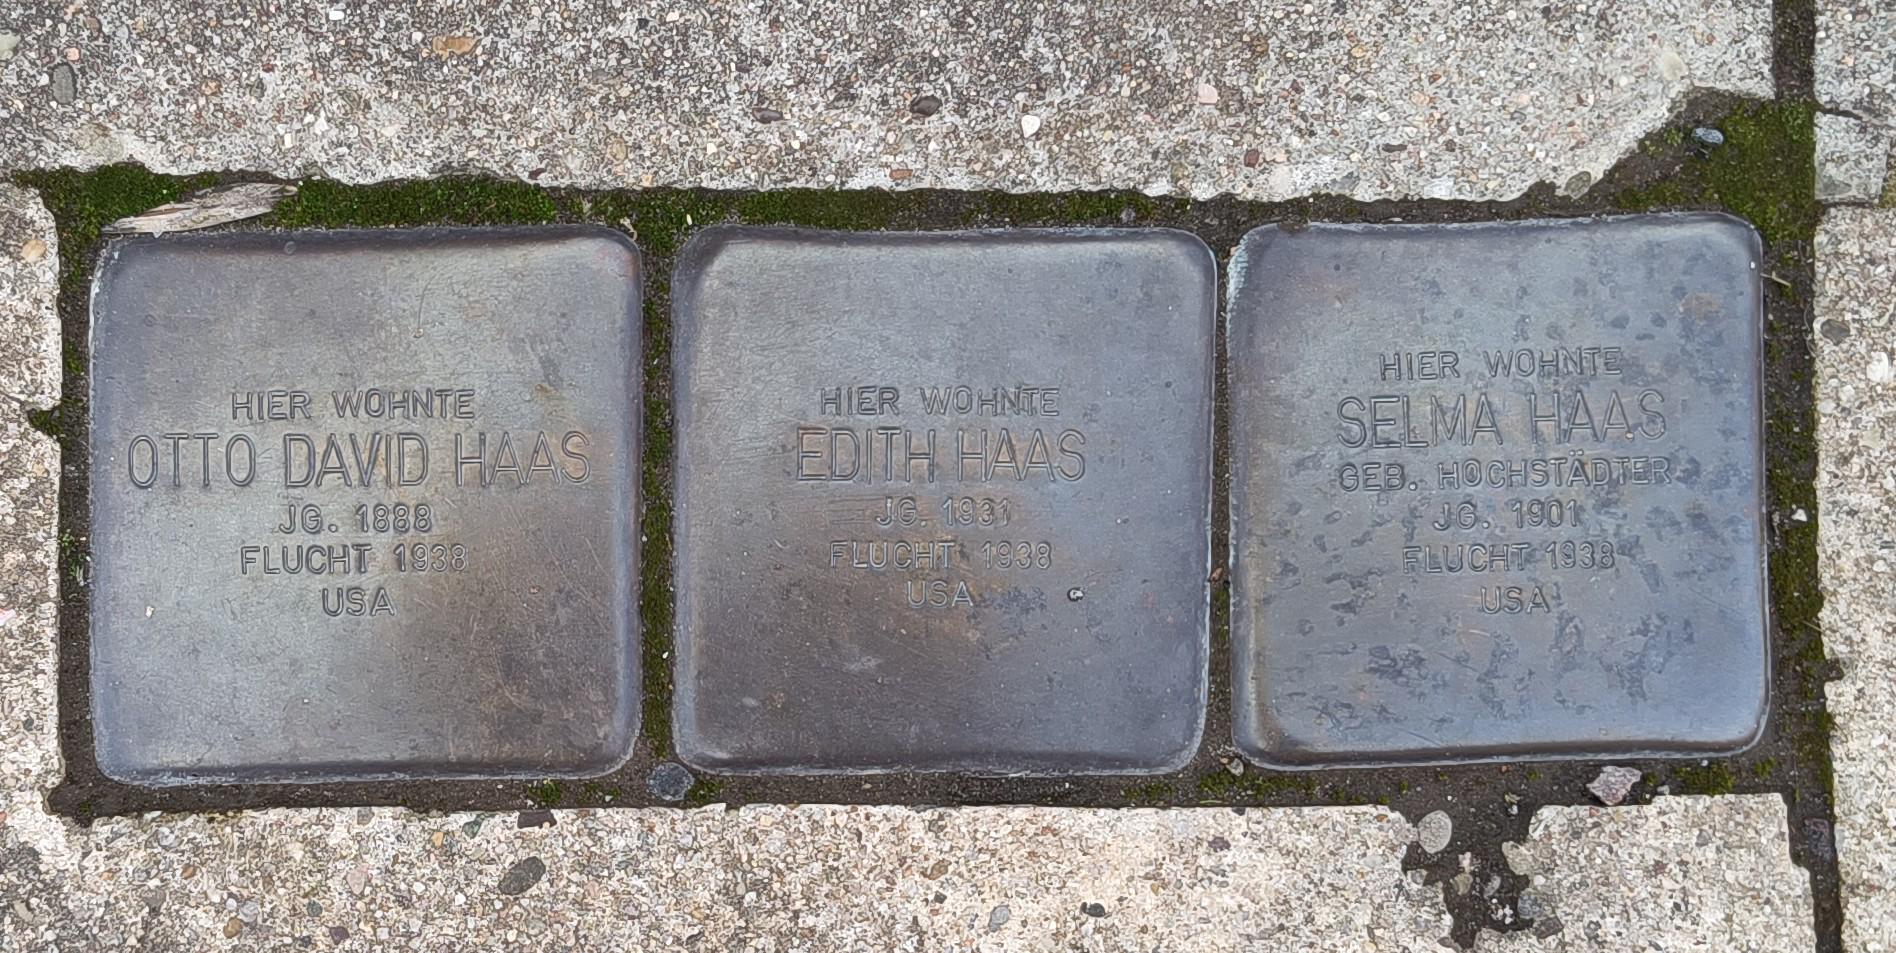 HIER WOHNTE
OTTO DAVID HAAS
JG. 1888
FLUCHT 1938
USA
HIER WOHNTE
EDITH HAAS
JG. 1931
FLUCHT 1938
USA
HIER WOHNTE
SELMA HAAS
GEB. HOCHSTÄDTER
JG. 1901
FLUCHT 1938
USA